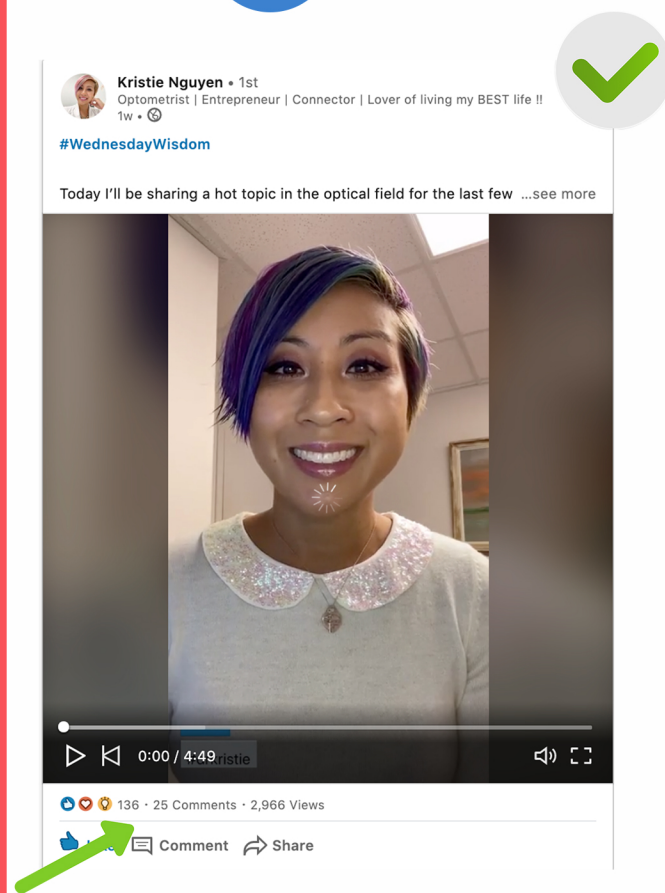 Kristie Nguyen • 1st
Optometrist | Entrepreneur | Connector | Lover of living my BEST life !!
1w •
#WednesdayWisdom
Today I’ll be sharing a hot topic in the optical field for the last few ...see more
0:00 / 4:49
136 · 25 Comments · 2,966 Views
Comment Share